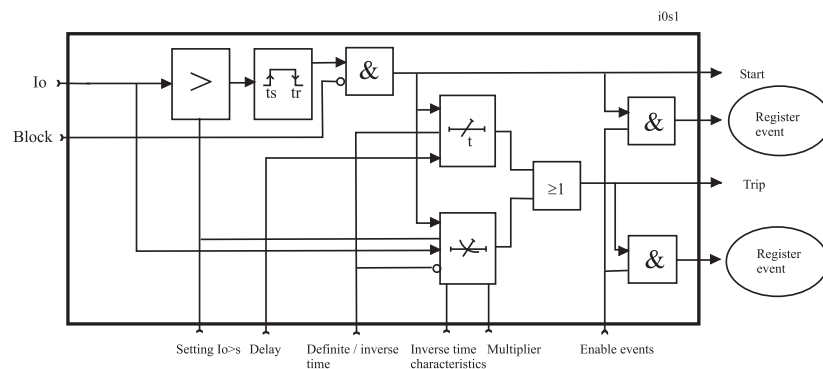 i0s1
Io
>
ts tr
&
Start
Block
t
&
Register
event
≥1
Trip
&
Register
event
Setting Io>s
Delay
Definite / inverse
time
Inverse time
characteristics
Multiplier
Enable events